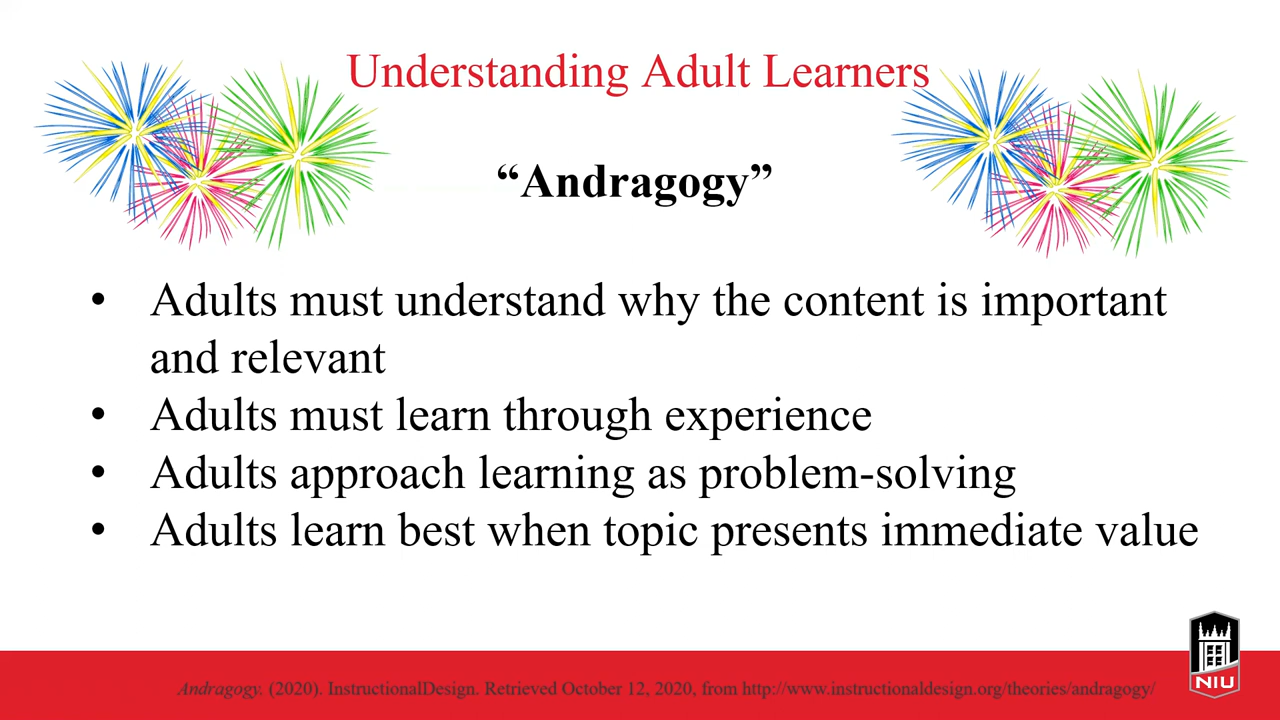 Understanding Adult Learners
“Andragogy”
• Adults must understand why the content is important
and relevant
• Adults must learn through experience
• Adults approach learning as problem-solving
• Adults learn best when topic presents immediate value
Andragogy. (2020). InstructionalDesign. Retrieved October 12, 2020, from http://www.instructionaldesign.org/theories/andragogy/
NIU